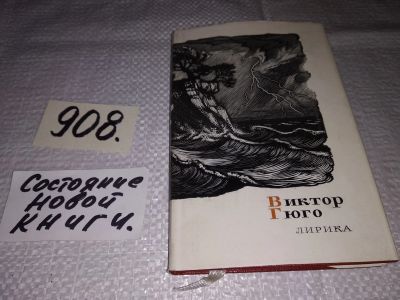 908.
Состояние
новой
книги.
Виктор
Гюго
ЛИРИКА